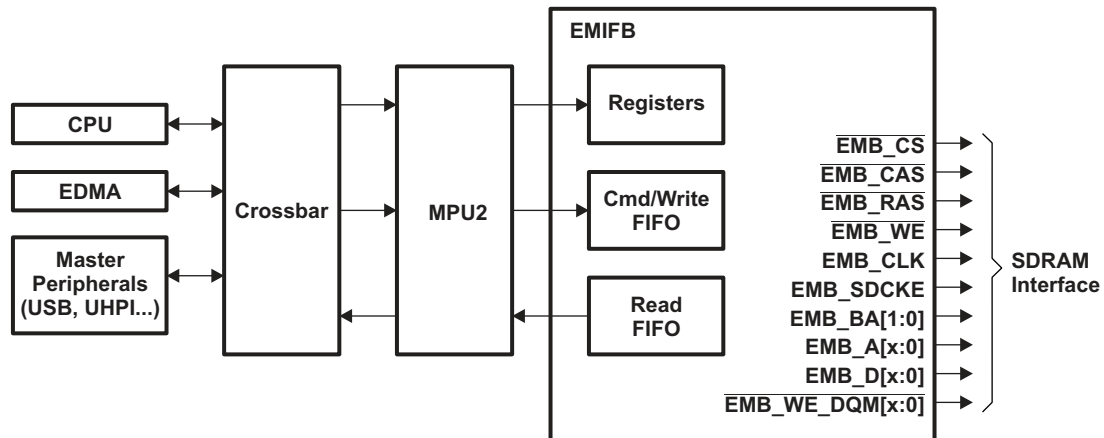 EMIFB
CPU
EDMA
Master
Peripherals
(USB, UHPI...)
Crossbar
MPU2
Registers
Cmd/Write
FIFO
Read
FIFO
EMB_CS
EMB_CAS
EMB_RAS
EMB_WE
EMB_CLK
EMB_SDCKE
EMB_BA[1:0]
EMB_A[x:0]
EMB_D[x:0]
EMB_WE_DQM[x:0]
SDRAM
Interface